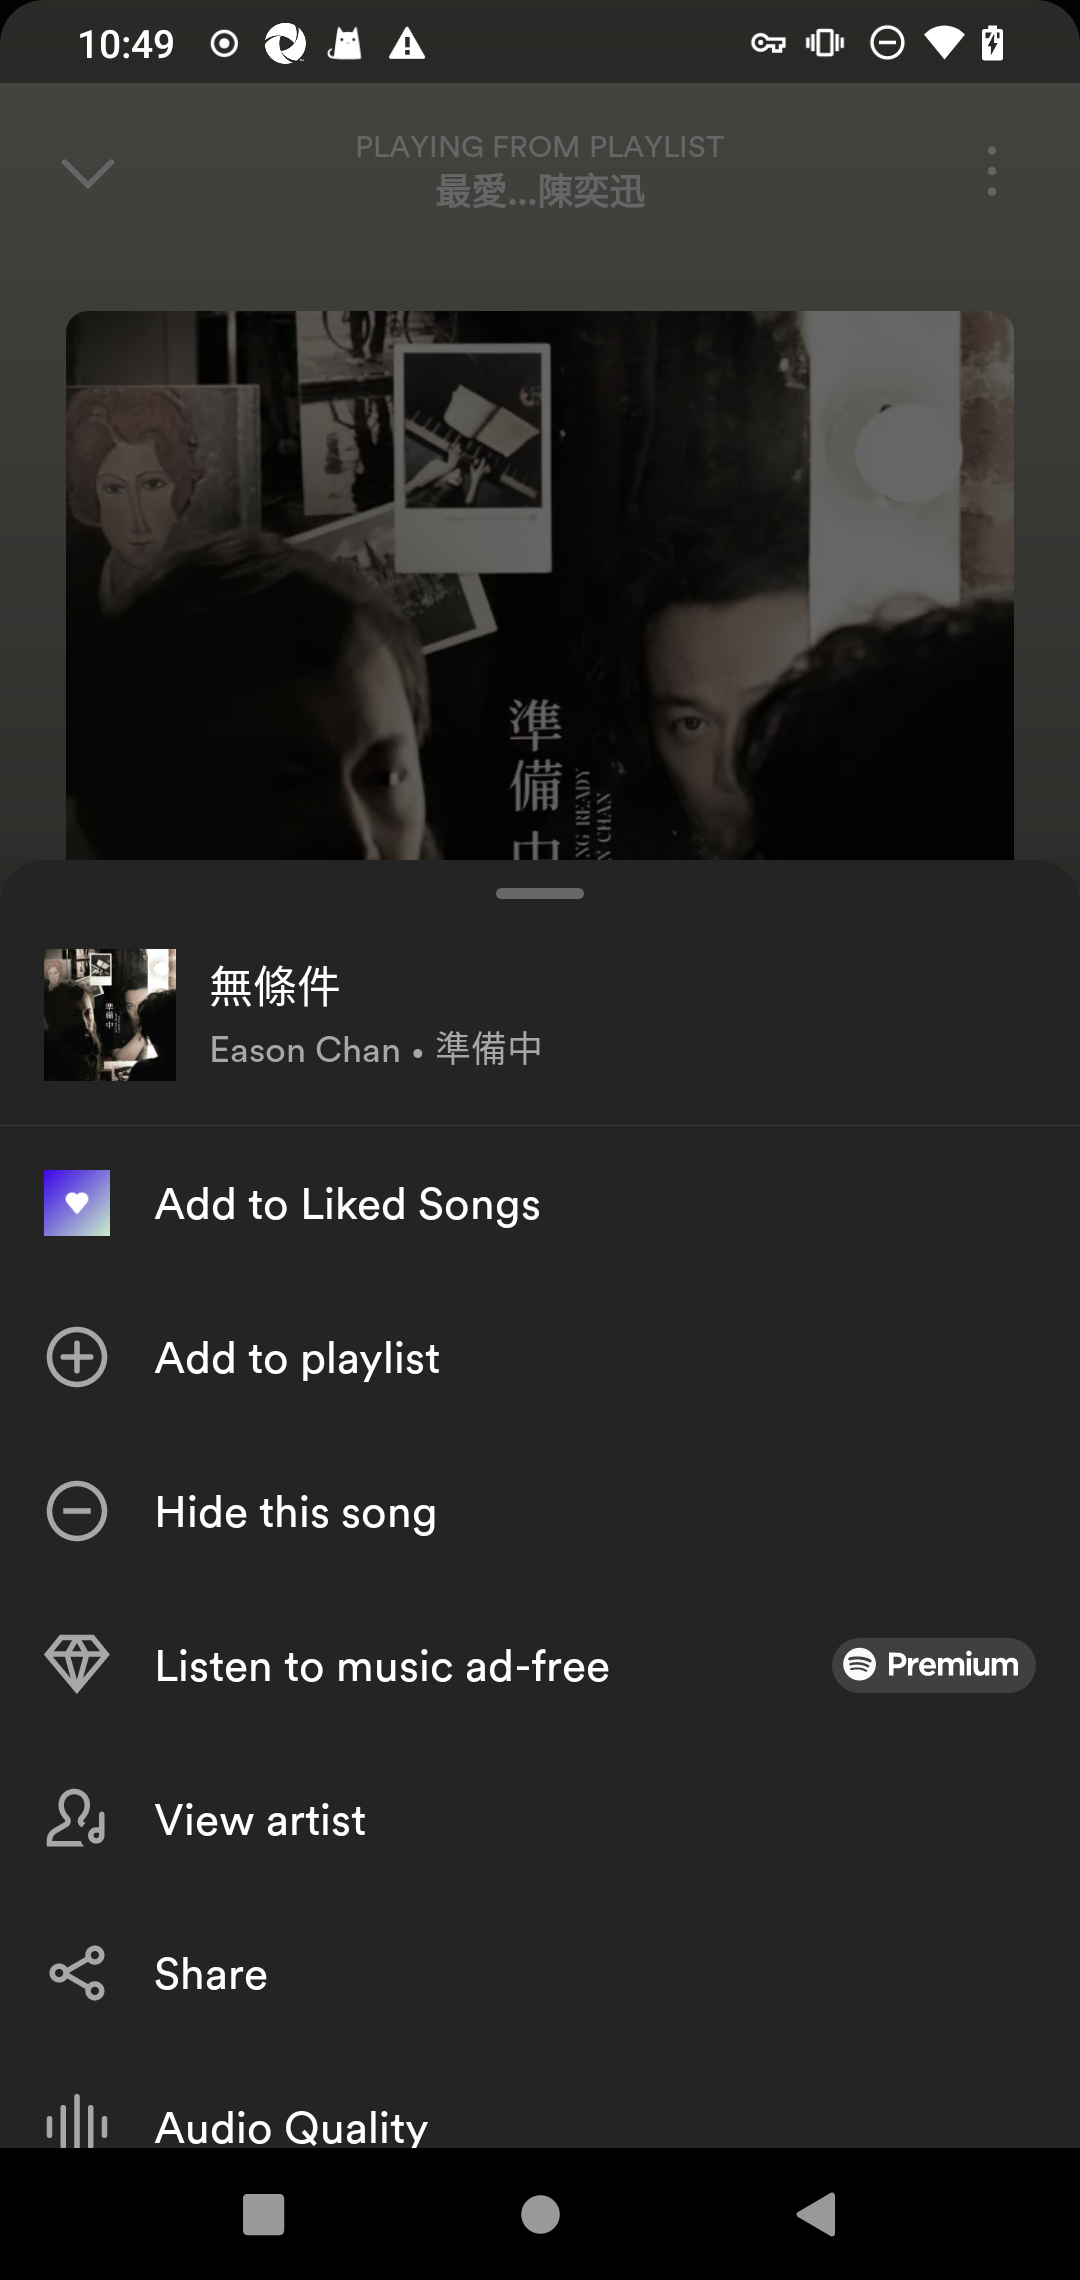 10:49
PLAYING FROM PLAYLIST
最愛...陳奕迅
準備中
NG READY
N CHAN
無條件
Eason Chan • 準備中
Add to Liked Songs
Add to playlist
Hide this song
Listen to music ad-free
Premium
View artist
Share
Audio Quality